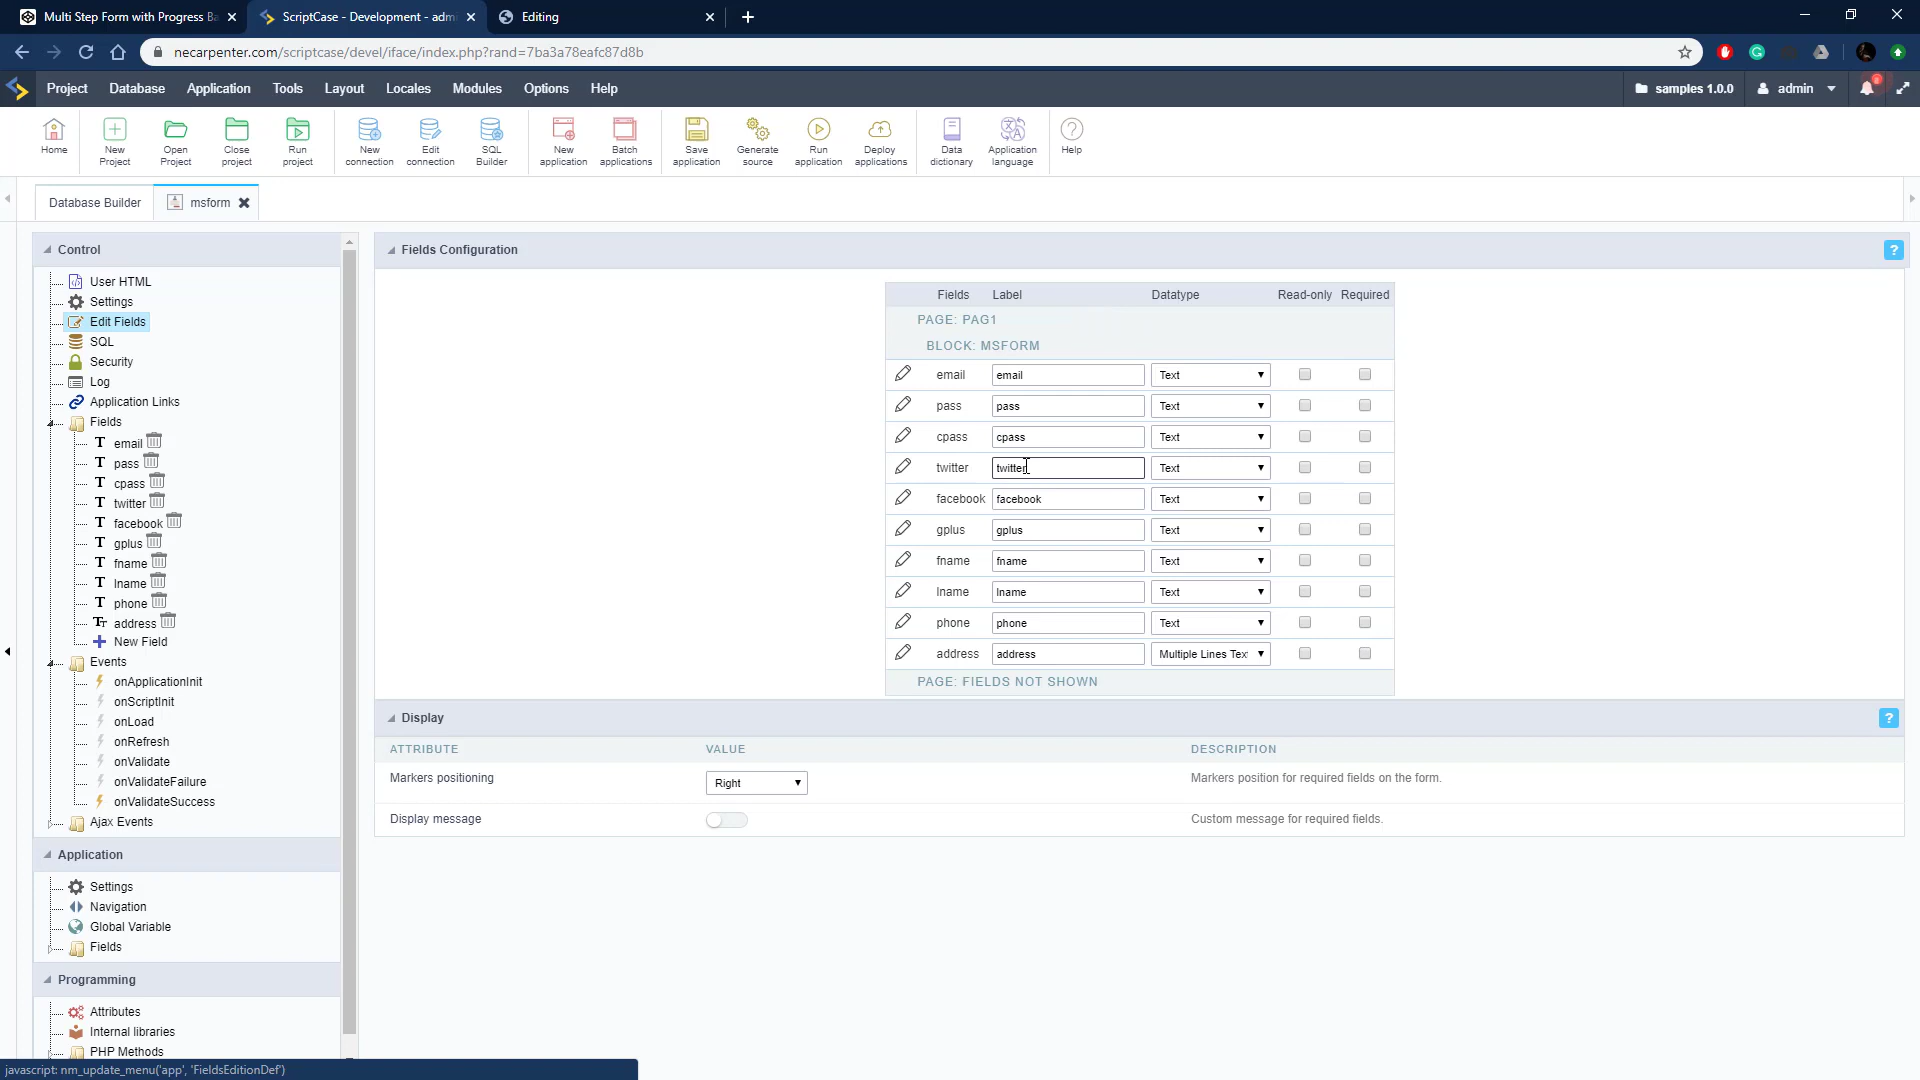 Multi Step Form with Progress Ba
ScriptCase - Development - adm
Editing
necarpenter.com/scriptcase/devel/iface/index.php?rand=7ba3a78eafc87d8b
Project Database Application Tools Layout Locales Modules Options Help
samples 1.0.0
admin
Home
New Project
Open Project
Close project
Run project
New connection
Edit connection
SQL Builder
New application
Batch applications
Save application
Generate source
Run application
Deploy applications
Data dictionary
Application language
Help
Database Builder
msform
Control
User HTML
Settings
Edit Fields
SQL
Security
Log
Application Links
Fields
email
pass
cpass
twitter
facebook
gplus
fname
lname
phone
address
New Field
Events
onApplicationInit
onScriptInit
onLoad
onRefresh
onValidate
onValidateFailure
onValidateSuccess
Ajax Events
Application
Settings
Navigation
Global Variable
Fields
Programming
Attributes
Internal libraries
PHP Methods
javascript: nm_update_menu('app', 'FieldsEditionDef')
Fields Configuration
?
Fields Label Datatype Read-only Required
PAGE: PAG1
BLOCK: MSFORM
email email Text
pass pass Text
cpass cpass Text
twitter twitter Text
facebook facebook Text
gplus gplus Text
fname fname Text
lname lname Text
phone phone Text
address address Multiple Lines Tex
PAGE: FIELDS NOT SHOWN
Display
?
ATTRIBUTE VALUE DESCRIPTION
Markers positioning Right Markers position for required fields on the form.
Display message Custom message for required fields.